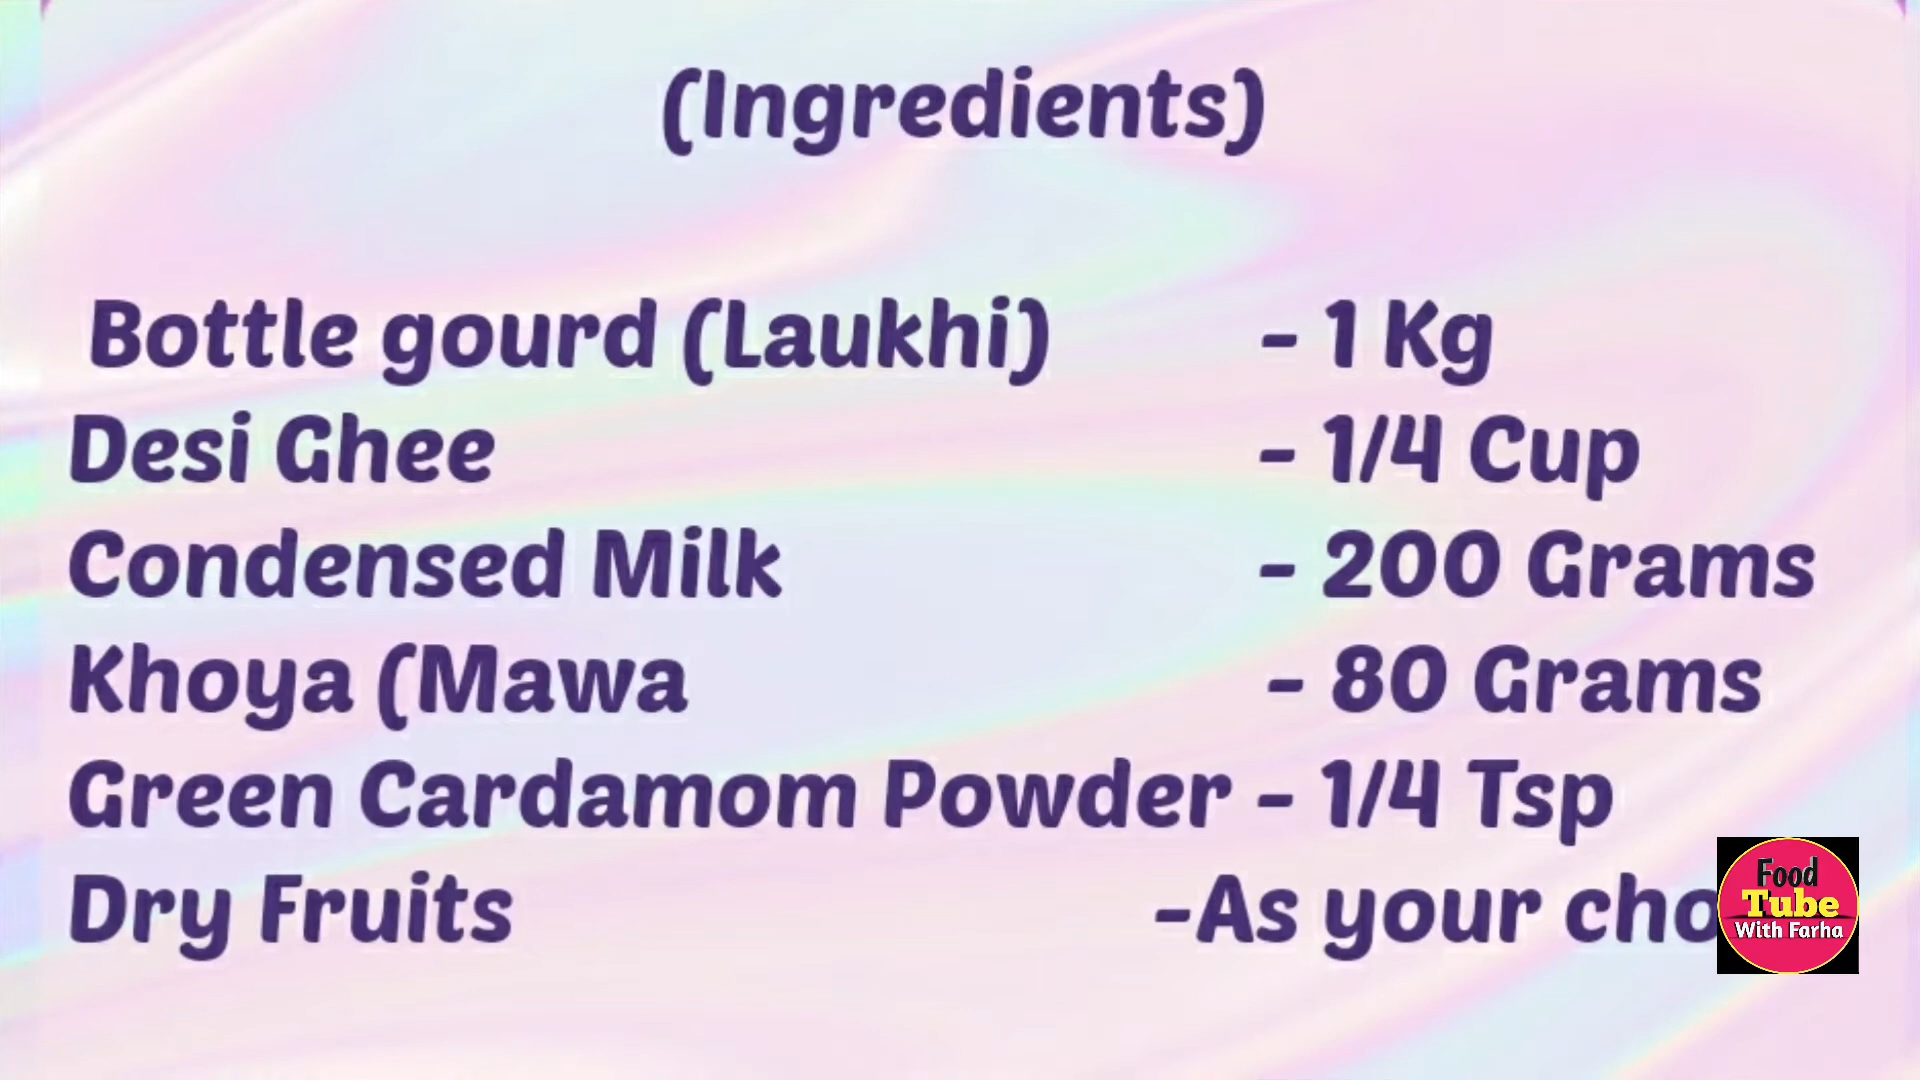 (Ingredients)
Bottle gourd (Laukhi) - 1 Kg
Desi Ghee - 1/4 Cup
Condensed Milk - 200 Grams
Khoya (Mawa - 80 Grams
Green Cardamom Powder - 1/4 Tsp
Dry Fruits -As your
Food
Tube
With Farha